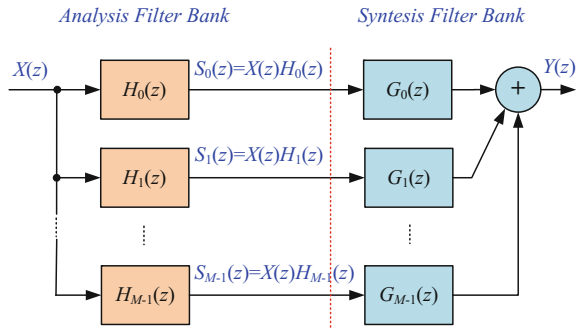 Analysis Filter Bank
Syntesis Filter Bank
X(z)
H0(z)
S0(z)=X(z)H0(z)
G0(z)
+
Y(z)
H1(z)
S1(z)=X(z)H1(z)
G1(z)
HM-1(z)
SM-1(z)=X(z)HM-1(z)
GM-1(z)